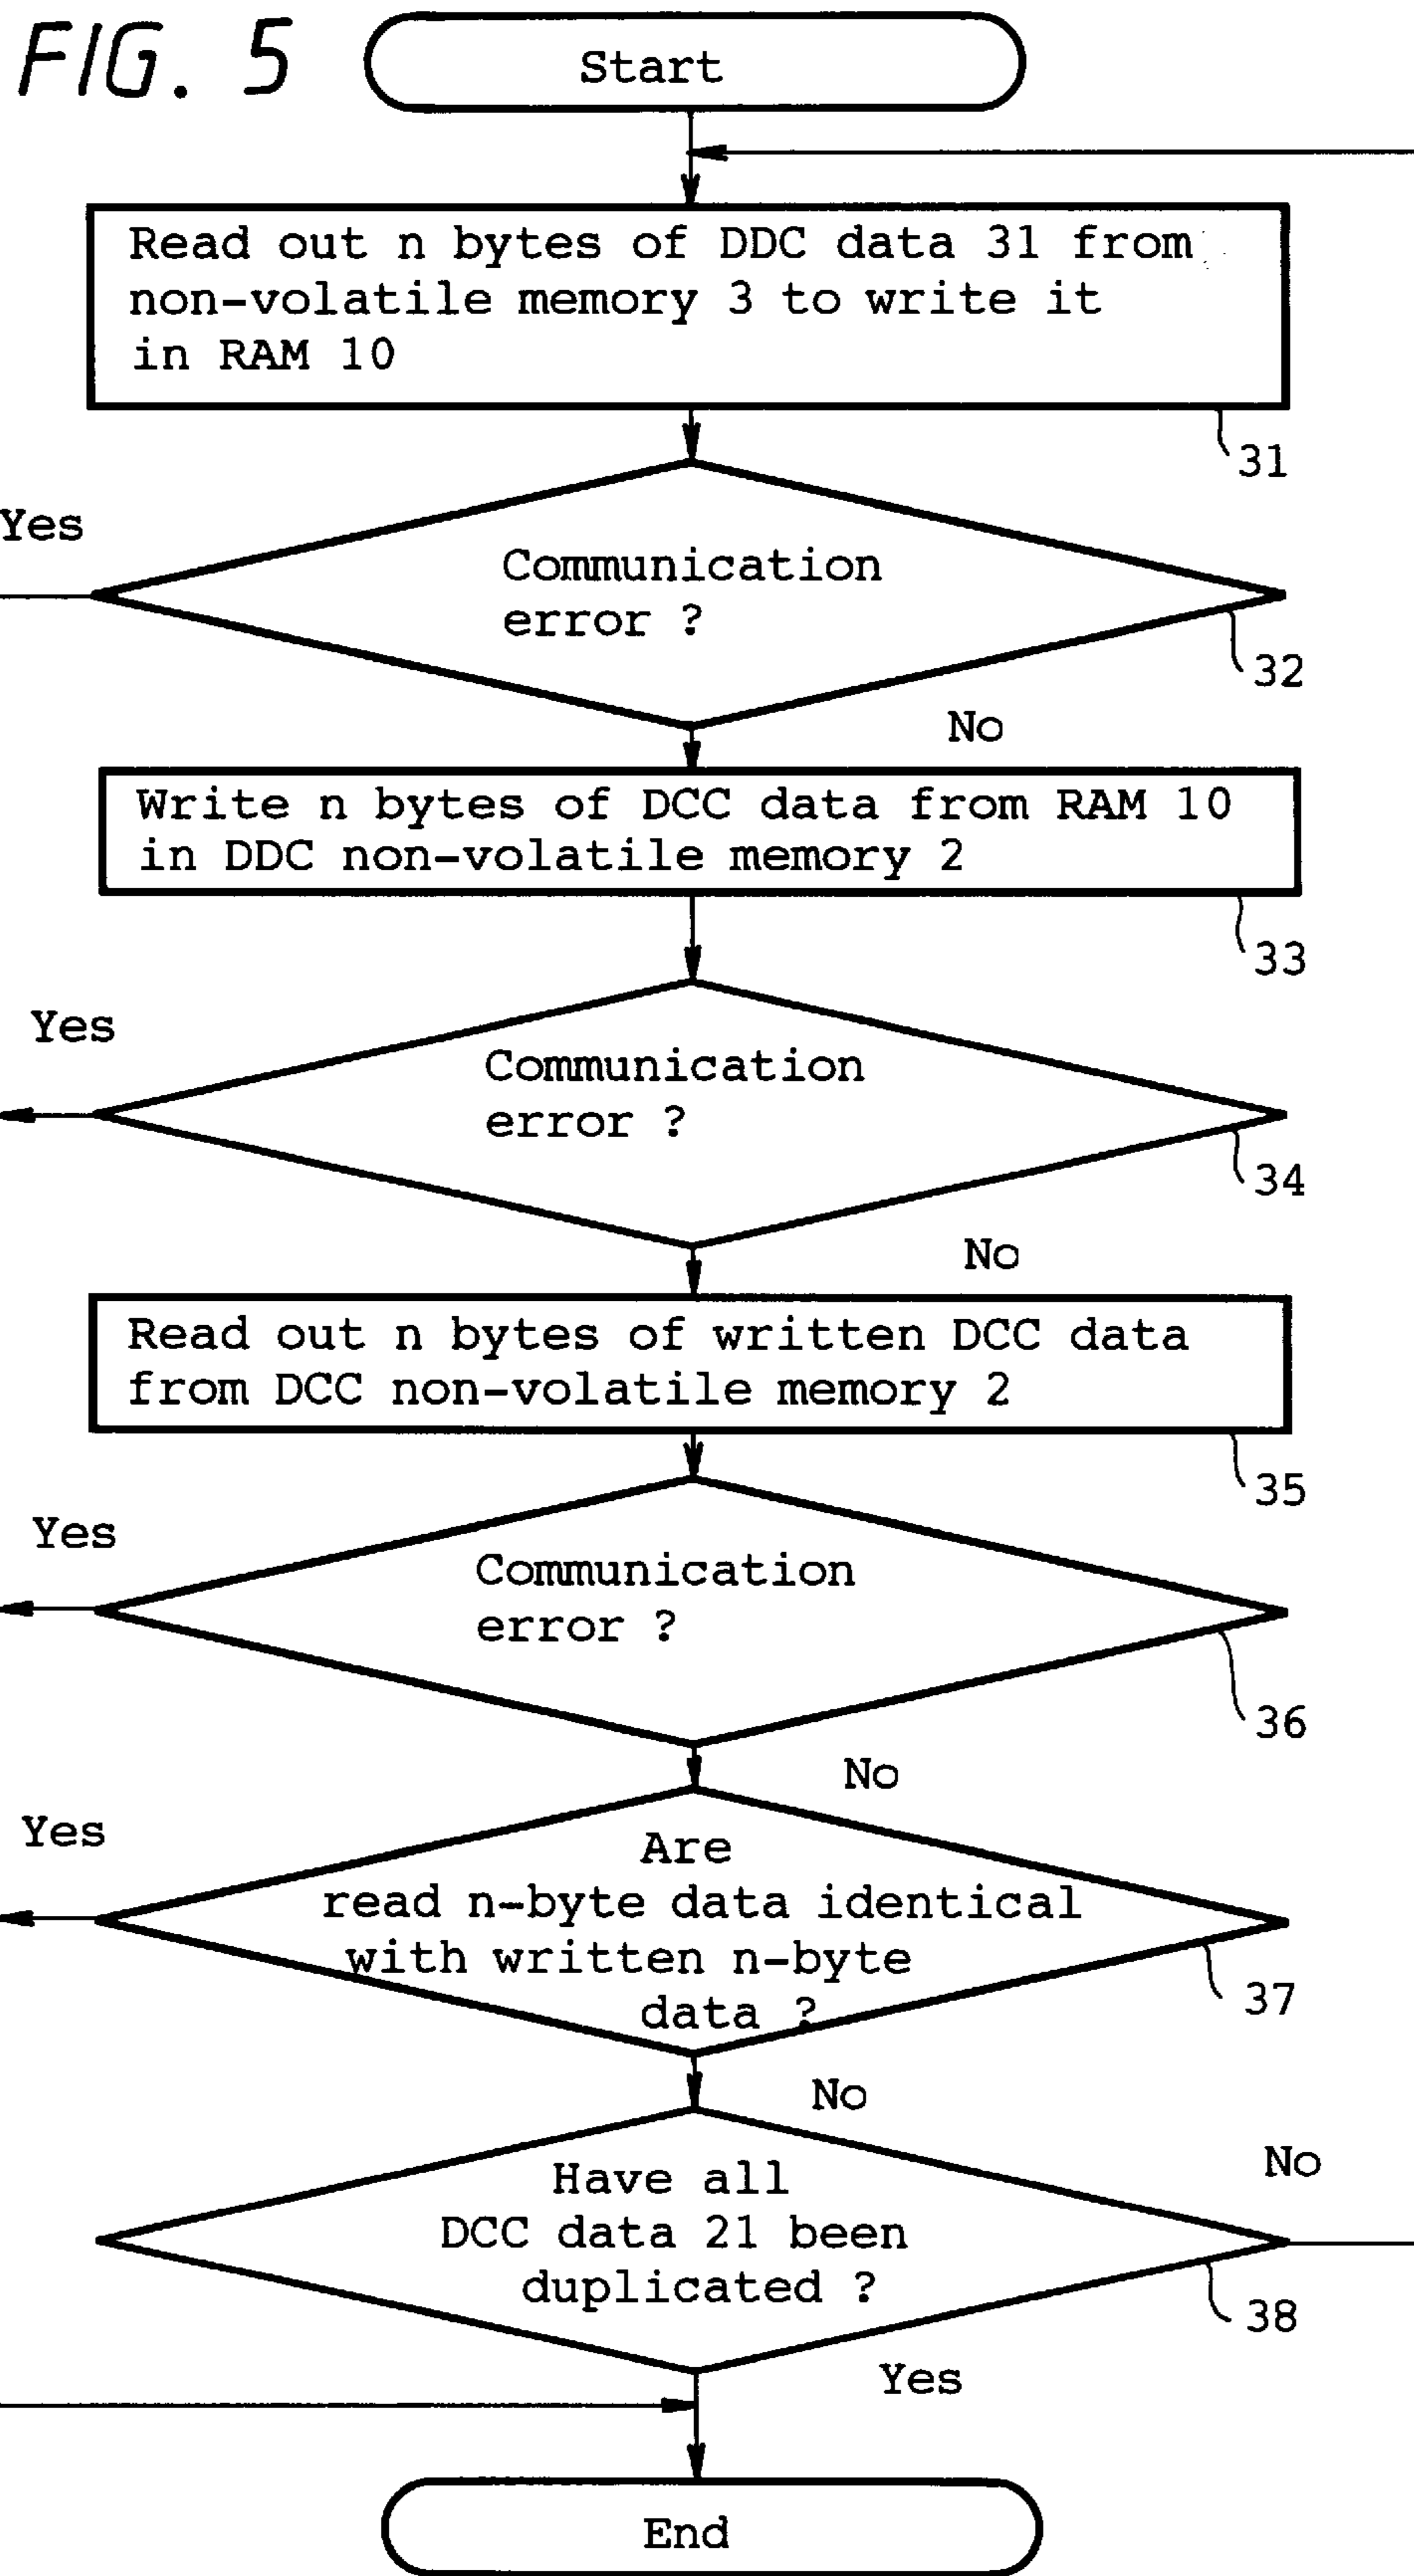 FIG. 5
Start
Read out n bytes of DDC data 31 from
non-volatile memory 3 to write it
in RAM 10
31
Yes
Communication
error ?
32
No
Write n bytes of DCC data from RAM 10
in DDC non-volatile memory 2
33
Yes
Communication
error ?
34
No
Read out n bytes of written DCC data
from DCC non-volatile memory 2
35
Yes
Communication
error ?
36
No
Yes
Are
read n-byte data identical
with written n-byte
data ?
37
No
Have all
DCC data 21 been
duplicated ?
No
38
Yes
End